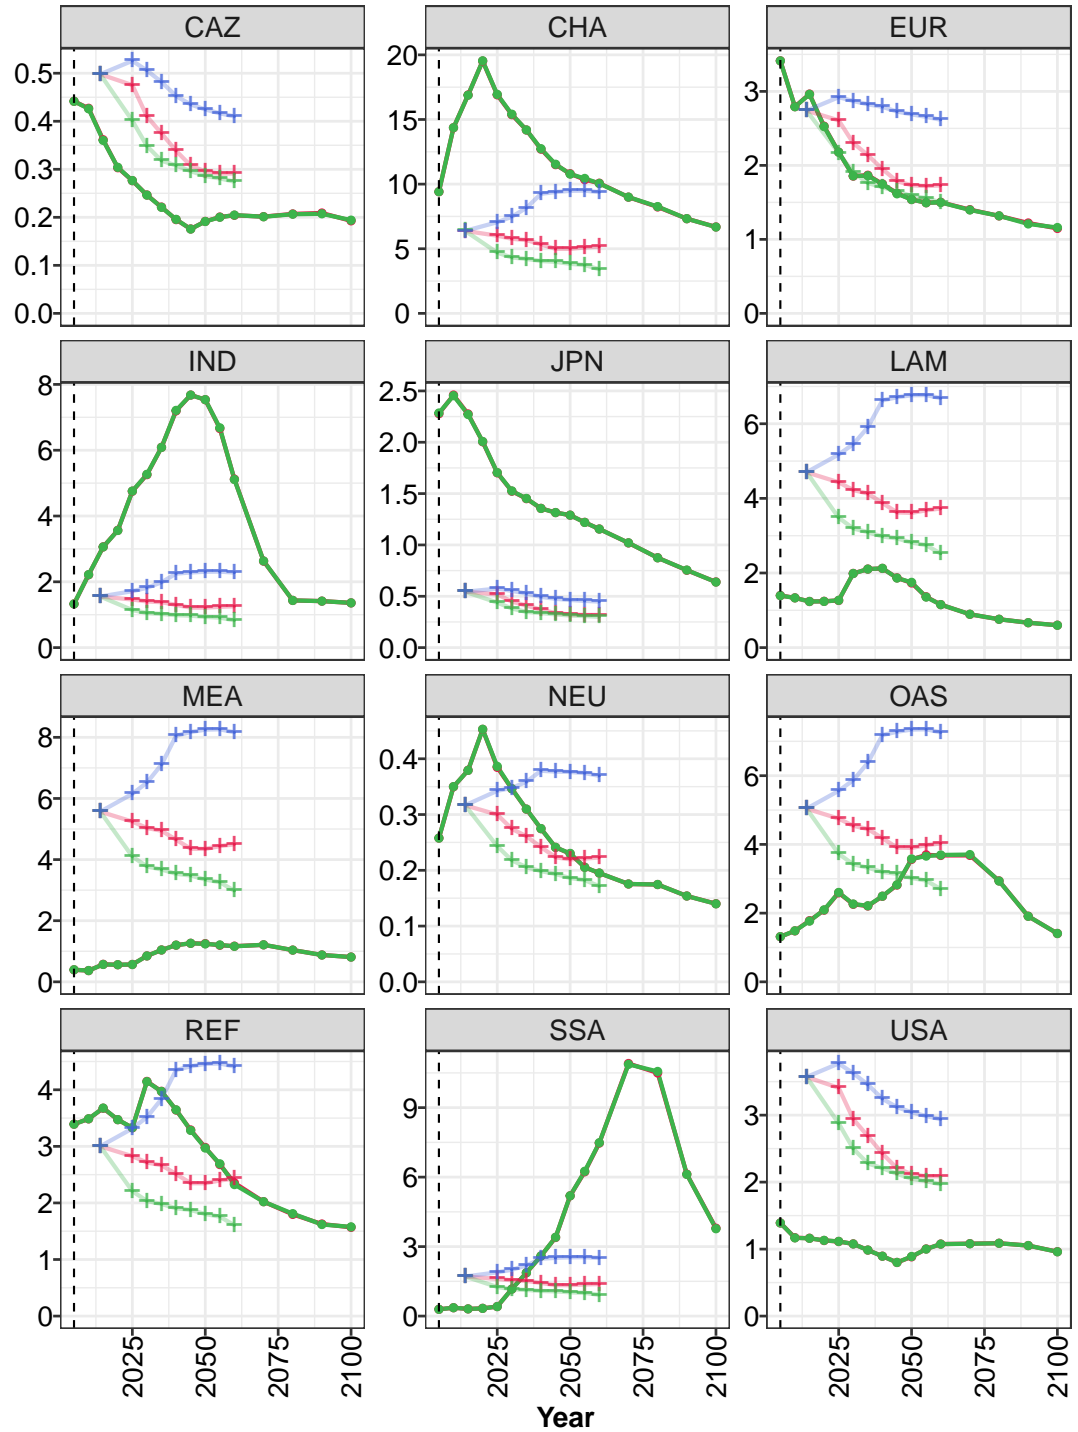 CAZ CHA EUR
0.5 20
0.4 15 3
0.3 10 2
0.2
0.1 5 1
0.0 0 0
IND JPN LAM
8 2.5
6 2.0 6
4 1.5 4
1.0
2 0.5 2
0 0.0 0
MEA NEU OAS
8 0.4
6 0.3 6
4 0.2 4
2 0.1 2
0 0.0 0
REF SSA USA
4 9
3 6 3
2 2
1 3 1
0 0 0
2025 2050 2075 2100 2025 2050 2075 2100 2025 2050 2075 2100
Year